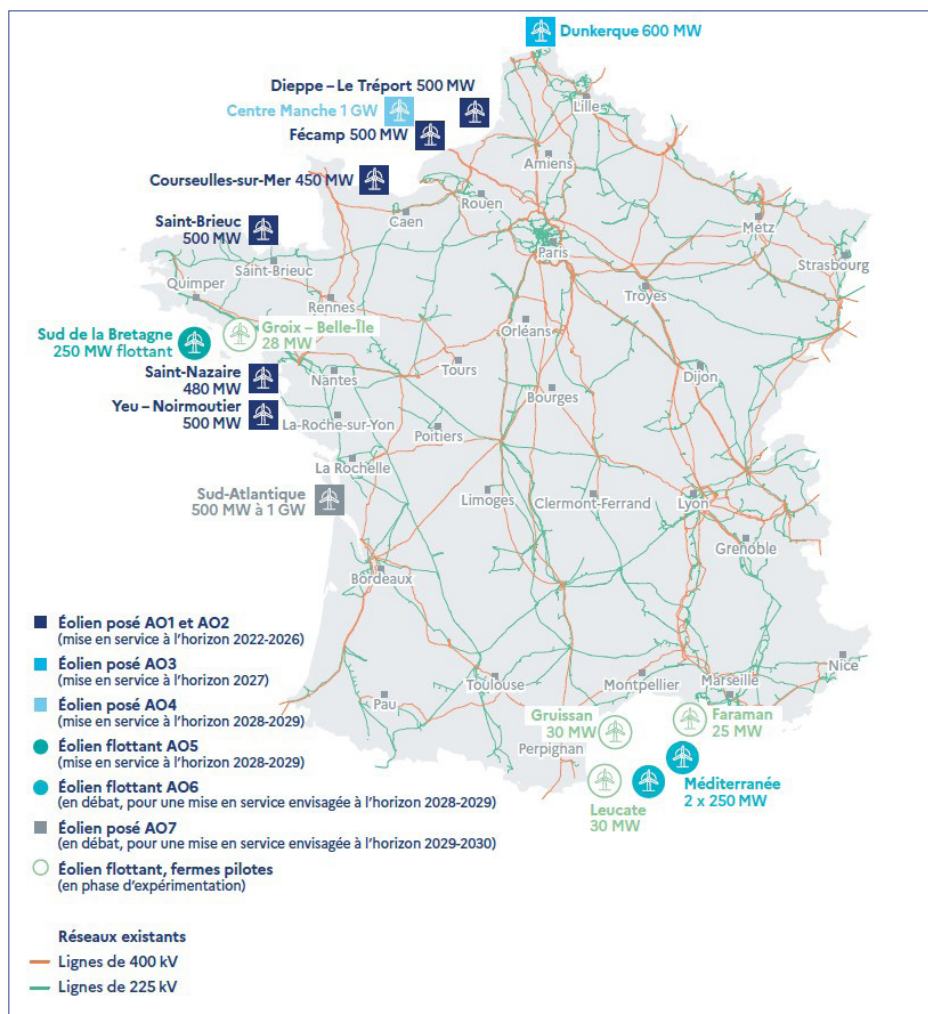 Dunkerque 600 MW
Dieppe – Le Tréport 500 MW
Centre Manche 1 GW
Fécamp 500 MW
Lille
Amiens
Courseulles-sur-Mer 450 MW
Rouen
Caen
Metz
Saint-Brieuc
500 MW
Paris
Strasbourg
Saint-Brieuc
Quimper
Troyes
Rennes
Orléans
Sud de la Bretagne
250 MW flottant
Groix – Belle-Île
28 MW
Saint-Nazaire
480 MW
Nantes
Tours
Dijon
Bourges
Yeu – Noirmoutier
500 MW
La-Roche-sur-Yon
Poitiers
La Rochelle
Sud-Atlantique
500 MW à 1 GW
Limoges
Clermont-Ferrand
Lyon
Grenoble
Bordeaux
Éolien posé AO1 et AO2
(mise en service à l’horizon 2022-2026)
Éolien posé AO3
(mise en service à l’horizon 2027)
Éolien posé AO4
(mise en service à l’horizon 2028-2029)
Éolien flottant AO5
(mise en service à l’horizon 2028-2029)
Éolien flottant AO6
(en débat, pour une mise en service envisagée à l’horizon 2028-2029)
Éolien posé AO7
(en débat, pour une mise en service envisagée à l’horizon 2029-2030)
Éolien flottant, fermes pilotes
(en phase d’expérimentation)
Nice
Toulouse
Montpellier
Marseille
Pau
Gruissan
30 MW
Faraman
25 MW
Perpignan
Méditerranée
2 x 250 MW
Leucate
30 MW
Réseaux existants
Lignes de 400 kV
Lignes de 225 kV